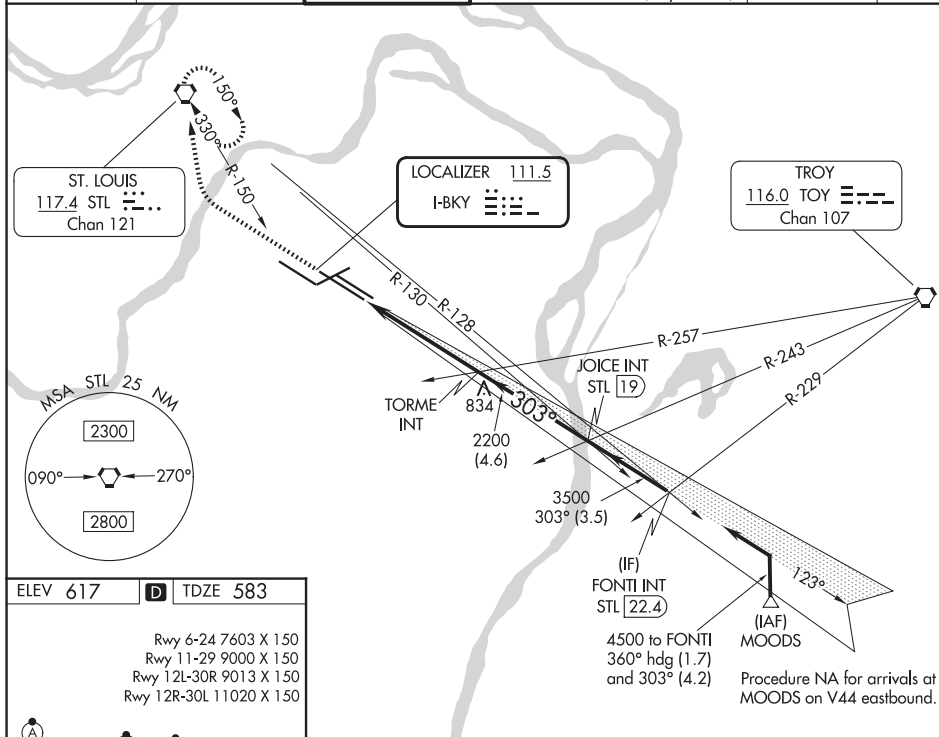 150°
330°
R-150
ST. LOUIS
117.4 STL
Chan 121
LOCALIZER 111.5
I-BKY
TROY
116.0 TOY
Chan 107
R-130
R-128
R-257
R-243
R-229
JOICE INT
STL 19
TORME
INT
834
303°
2200
(4.6)
3500
303° (3.5)
MSA STL 25 NM
2300
090°
270°
2800
(IF)
FONTI INT
STL 22.4
123°
(IAF)
MOODS
4500 to FONTI
360° hdg (1.7)
and 303° (4.2)
Procedure NA for arrivals at
MOODS on V44 eastbound.
ELEV 617 D TDZE 583
Rwy 6-24 7603 X 150
Rwy 11-29 9000 X 150
Rwy 12L-30R 9013 X 150
Rwy 12R-30L 11020 X 150
A